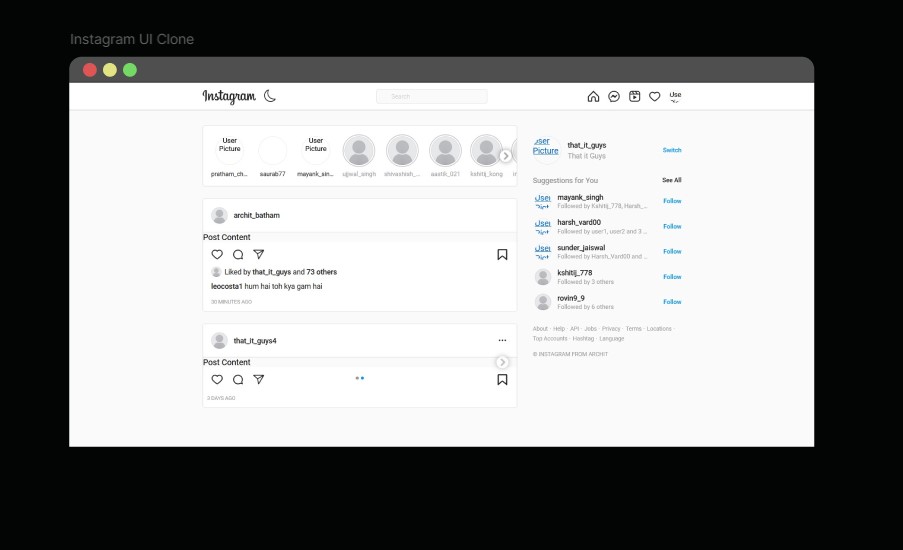 Instagram UI Clone
Instagram
Search
Use
User
Picture
User
Picture
pratham_ch...
saurab77
mayank_sin...
ujjwal_singh
shivashish_...
aastik_021
kshitij_kong
archit_batham
Post Content
Liked by that_it_guys and 73 others
leocosta1 hum hai toh kya gam hai
30 MINUTES AGO
that_it_guys4
Post Content
3 DAYS AGO
User
Picture
that_it_guys
That it Guys
Switch
Suggestions for You
See All
mayank_singh
Followed by Kshitij_778, Harsh_...
Follow
harsh_vard00
Followed by user1, user2 and 3 ...
Follow
sunder_jaiswal
Followed by Harsh_Vard00 and ...
Follow
kshitij_778
Followed by 3 others
Follow
rovin9_9
Followed by 6 others
Follow
About · Help · API · Jobs · Privacy · Terms · Locations ·
Top Accounts · Hashtag · Language
© INSTAGRAM FROM ARCHIT